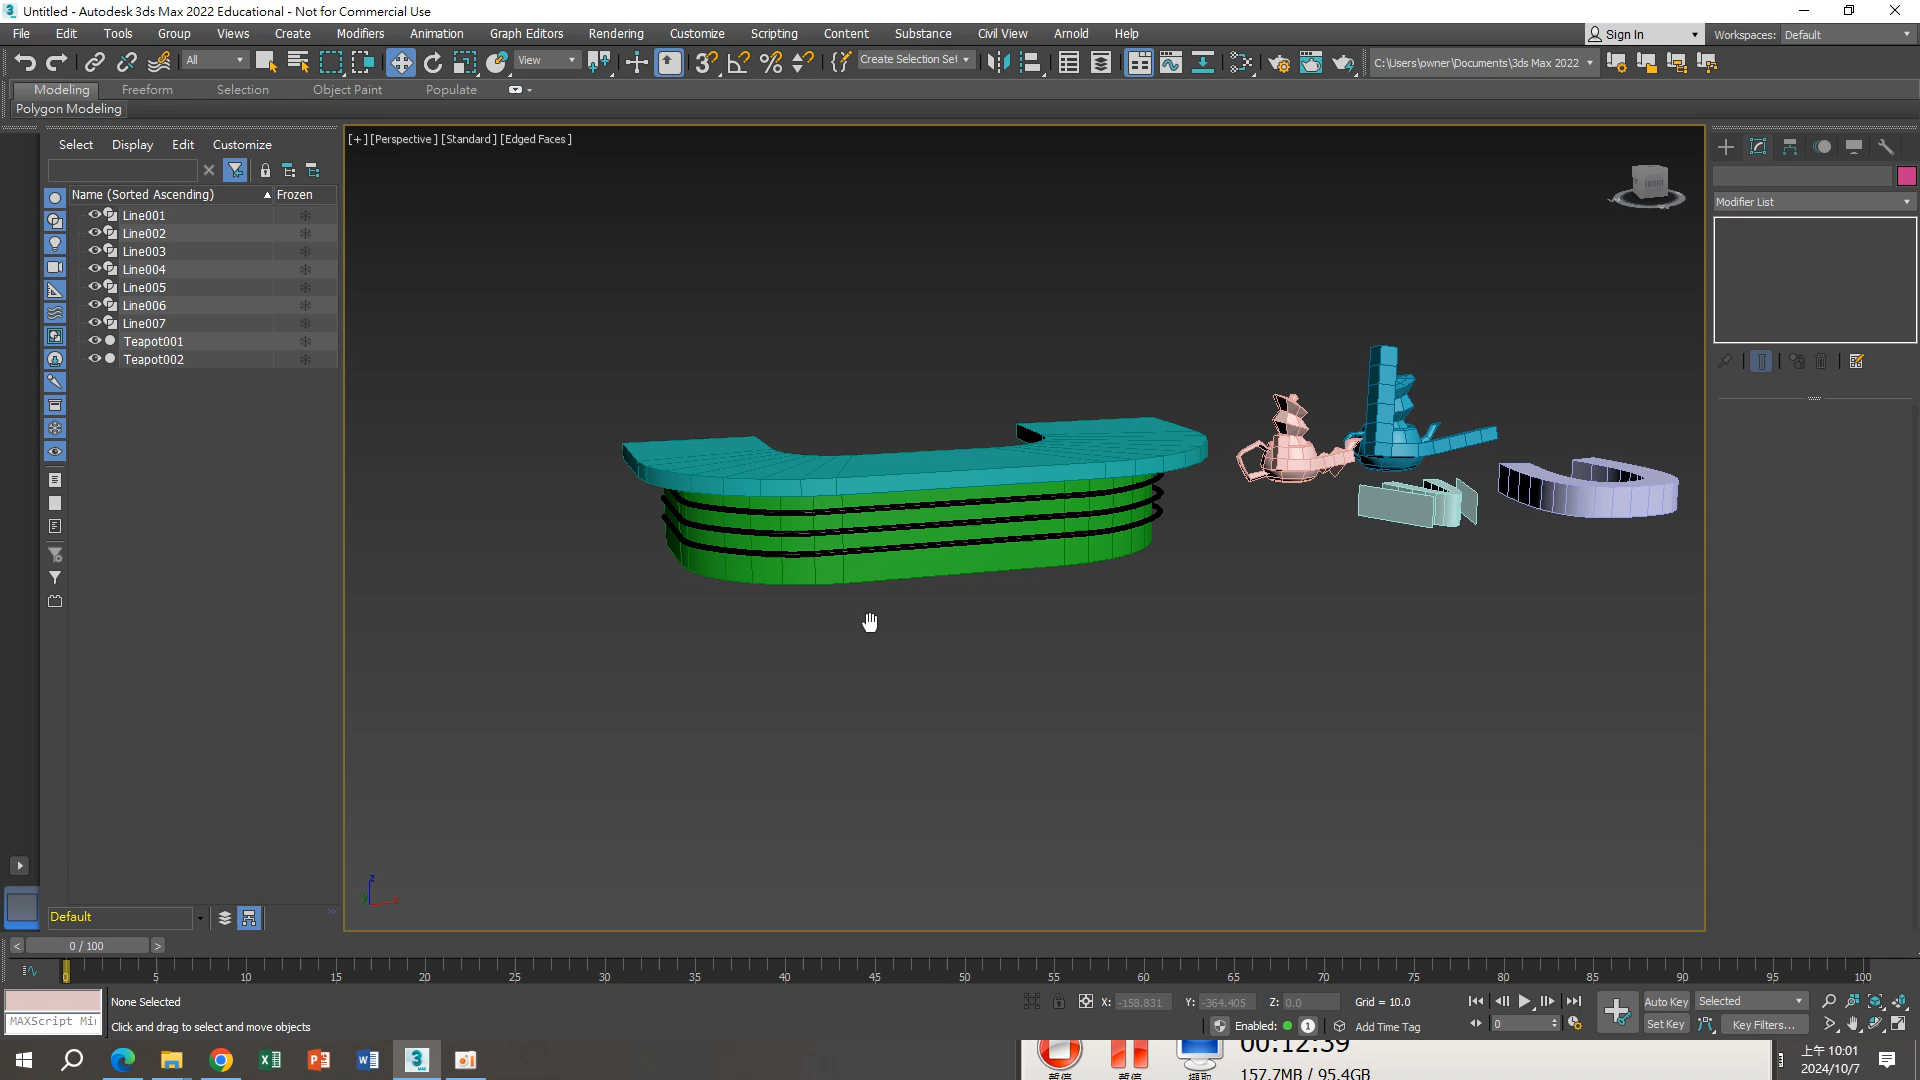 Untitled - Autodesk 3ds Max 2022 Educational - Not for Commercial Use
File Edit Tools Group Views Create Modifiers Animation Graph Editors Rendering Customize Scripting Content Substance Civil View Arnold Help Sign In Workspaces: Default
All View Create Selection Set C:\Users\owner\Documents\3ds Max 2022
Modeling Freeform Selection Object Paint Populate
Polygon Modeling
Select Display Edit Customize
[+] [Perspective ] [Standard ] [Edged Faces ]
Name (Sorted Ascending) Frozen
Modifier List
Line001
Line002
Line003
Line004
Line005
Line006
Line007
Teapot001
Teapot002
FRONT
z
x
Default
0 / 100
0 5 10 15 20 25 30 35 40 45 50 55 60 65 70 75 80 85 90 95 100
None Selected X: -158.831 Y: -364.405 Z: 0.0 Grid = 10.0 Auto Key Selected
MAXScript Mi
Click and drag to select and move objects Enabled: 1 Add Time Tag 0 Set Key Key Filters...
00:12:39
157.7MB / 95.4GB
上午 10:01
2024/10/7